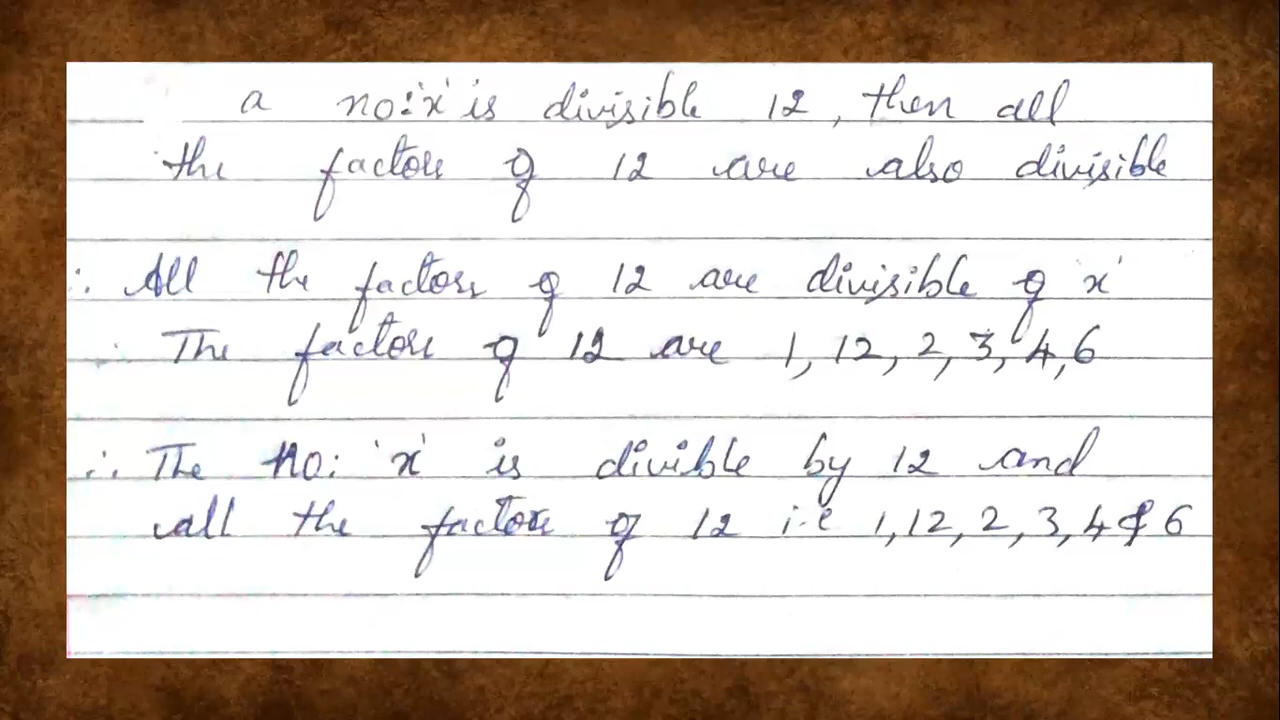 a no: 'x' is divisible 12, then all
the factors of 12 are also divisible
∴ All the factors of 12 are divisible of 'x'
∴ The factors of 12 are 1, 12, 2, 3, 4, 6
∴ The no: 'x' is divible by 12 and
all the factors of 12 i.e 1, 12, 2, 3, 4 & 6